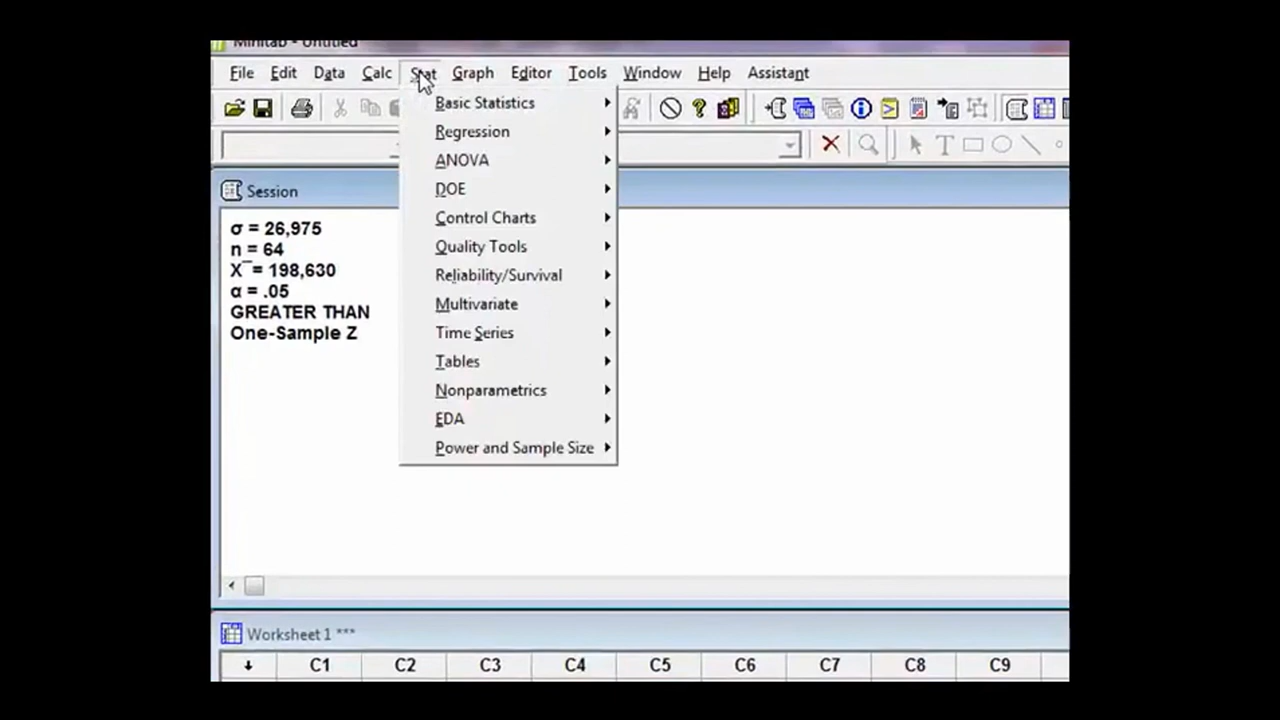 Minitab - Untitled
File Edit Data Calc Stat Graph Editor Tools Window Help Assistant
Basic Statistics
Regression
ANOVA
DOE
Control Charts
Quality Tools
Reliability/Survival
Multivariate
Time Series
Tables
Nonparametrics
EDA
Power and Sample Size
Session
σ = 26,975
n = 64
X¯= 198,630
α = .05
GREATER THAN
One-Sample Z
Worksheet 1 ***
C1 C2 C3 C4 C5 C6 C7 C8 C9